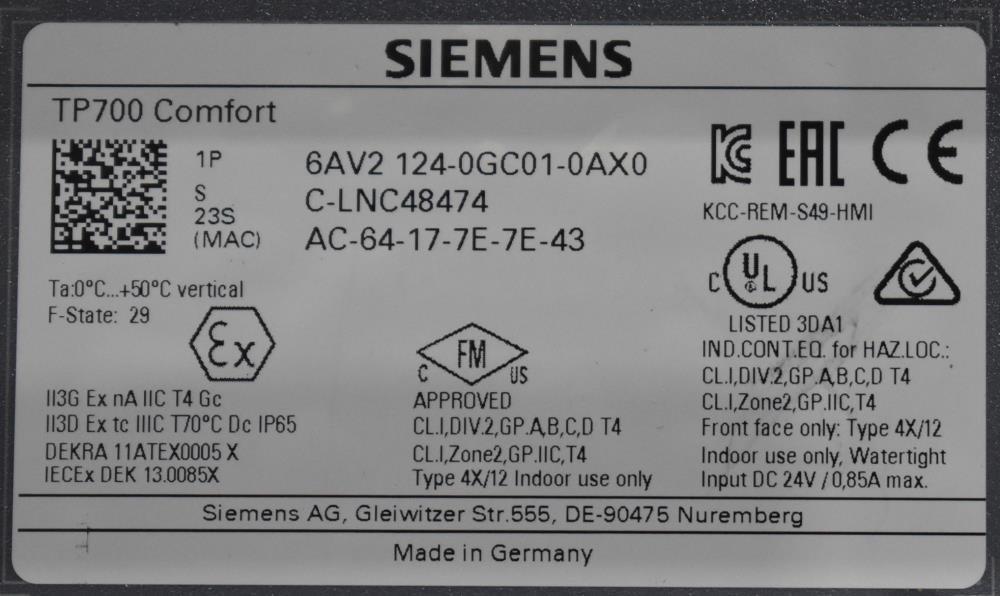 SIEMENS
TP700 Comfort
1P 6AV2 124-0GC01-0AX0
S C-LNC48474
23S
(MAC) AC-64-17-7E-7E-43
EAC CE
KCC-REM-S49-HMI
Ta:0°C...+50°C vertical
F-State: 29
Ex
II3G Ex nA IIC T4 Gc
II3D Ex tc IIIC T70°C Dc IP65
DEKRA 11ATEX0005 X
IECEx DEK 13.0085X
C FM US
APPROVED
CL.I,DIV.2,GP.A,B,C,D T4
CL.I,Zone2,GP.IIC,T4
Type 4X/12 Indoor use only
C UL US
LISTED 3DA1
IND.CONT.EQ. for HAZ.LOC.:
CL.I,DIV.2,GP.A,B,C,D T4
CL.I,Zone2,GP.IIC,T4
Front face only: Type 4X/12
Indoor use only, Watertight
Input DC 24V / 0,85A max.
Siemens AG, Gleiwitzer Str.555, DE-90475 Nuremberg
Made in Germany